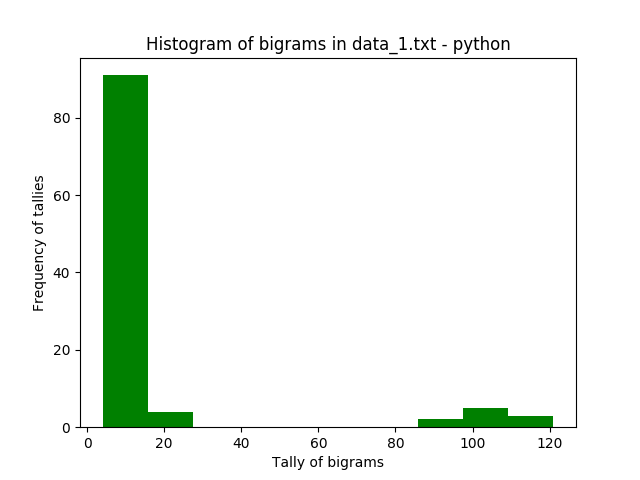 Histogram of bigrams in data_1.txt - python
Frequency of tallies
80
60
40
20
0
0 20 40 60 80 100 120
Tally of bigrams